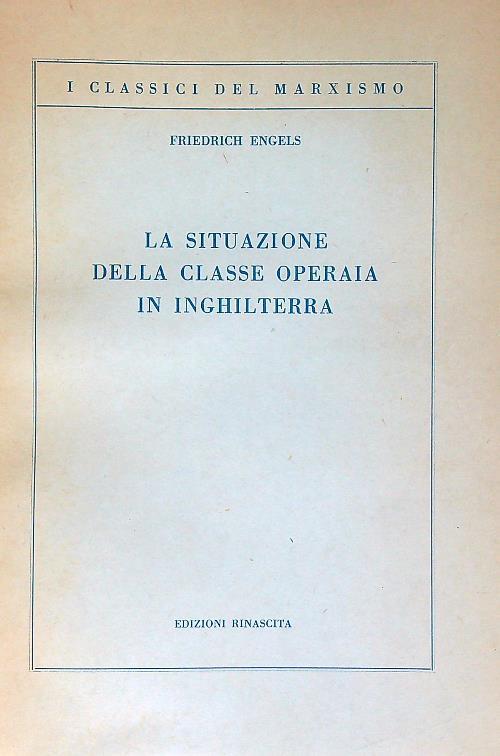 I CLASSICI DEL MARXISMO
FRIEDRICH ENGELS
LA SITUAZIONE
DELLA CLASSE OPERAIA
IN INGHILTERRA
EDIZIONI RINASCITA